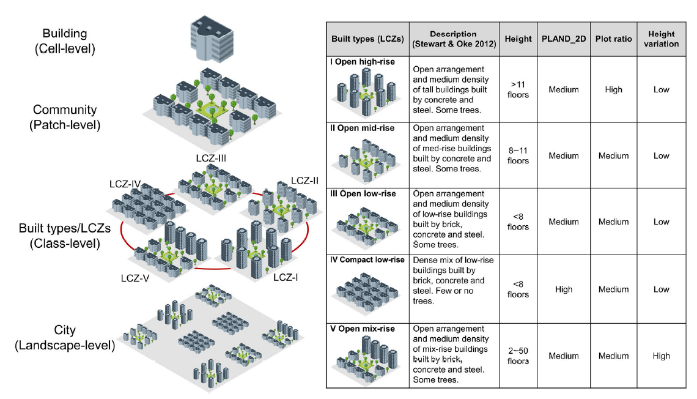 Building
(Cell-level)
Community
(Patch-level)
LCZ-III
LCZ-IV
LCZ-II
Built types/LCZs
(Class-level)
LCZ-V
LCZ-I
City
(Landscape-level)
Built types (LCZs)
Description
(Stewart & Oke 2012)
Height
PLAND_2D
Plot ratio
Height
variation
I Open high-rise
Open arrangement
and medium density
of tall buildings built
by concrete and
steel. Some trees.
>11
floors
Medium
High
Low
II Open mid-rise
Open arrangement
and medium density
of med-rise buildings
built by concrete and
steel. Some trees.
8~11
floors
Medium
Medium
Low
III Open low-rise
Open arrangement
and medium density
of low-rise buildings
built by brick,
concrete and steel.
Some trees.
<8
floors
Medium
Medium
Low
IV Compact low-rise
Dense mix of low-rise
buildings built by
brick, concrete and
steel. Few or no
trees.
<8
floors
High
Medium
Low
V Open mix-rise
Open arrangement
and medium density
of mix-rise buildings
built by brick,
concrete and steel.
Some trees.
2~50
floors
Medium
Medium
High